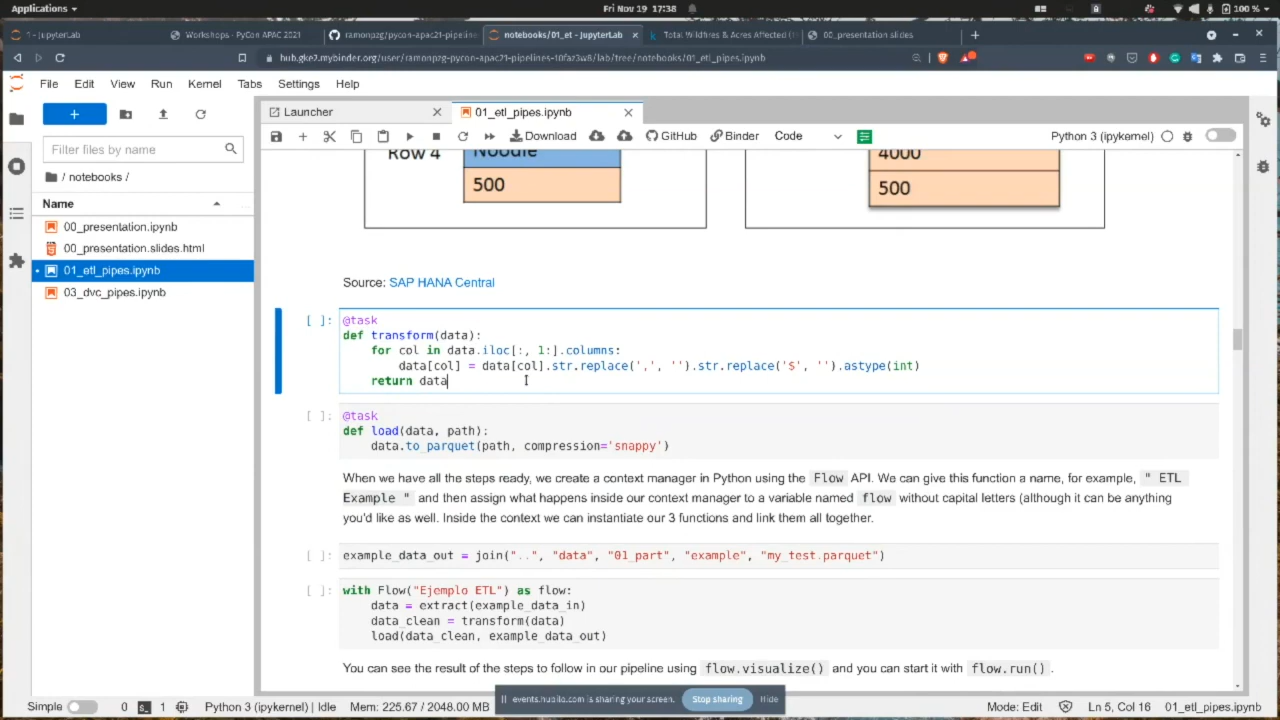 Applications
Fri Nov 19 17:38
100 %
1 - JupyterLab
Workshops - PyCon APAC 2021
ramonpzg/pycon-apac21-pipeline
notebooks/01_et - JupyterLab
Total Wildfires & Acres Affected (1
00_presentation slides
hub.gke2.mybinder.org/user/ramonpzg-pycon-apac21-pipelines-10faz3w8/lab/tree/notebooks/01_etl_pipes.ipynb
File Edit View Run Kernel Tabs Settings Help
Launcher
01_etl_pipes.ipynb
Download
GitHub
Binder
Code
Python 3 (ipykernel)
Filter files by name
/ notebooks /
Name
00_presentation.ipynb
00_presentation.slides.html
01_etl_pipes.ipynb
03_dvc_pipes.ipynb
Row 4
Noodle
500
4000
500
Source: SAP HANA Central
[ ]: @task
def transform(data):
for col in data.iloc[:, 1:].columns:
data[col] = data[col].str.replace(',', '').str.replace('$', '').astype(int)
return data
[ ]: @task
def load(data, path):
data.to_parquet(path, compression='snappy')
When we have all the steps ready, we create a context manager in Python using the Flow API. We can give this function a name, for example, " ETL
Example " and then assign what happens inside our context manager to a variable named flow without capital letters (although it can be anything
you'd like as well. Inside the context we can instantiate our 3 functions and link them all together.
[ ]: example_data_out = join("..", "data", "01_part", "example", "my_test.parquet")
[ ]: with Flow("Ejemplo ETL") as flow:
data = extract(example_data_in)
data_clean = transform(data)
load(data_clean, example_data_out)
You can see the result of the steps to follow in our pipeline using flow.visualize() and you can start it with flow.run() .
events.hubilo.com is sharing your screen.
Stop sharing
Hide
Simple
0
1
Python 3 (ipykernel) | Idle
Mem: 225.67 / 2048.00 MB
Mode: Edit
Ln 5, Col 16
01_etl_pipes.ipynb